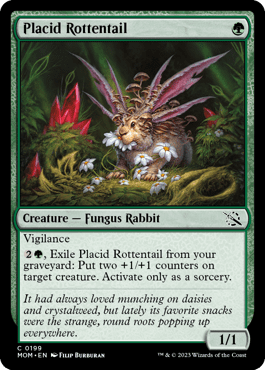 Placid Rottentail
Creature — Fungus Rabbit
Vigilance
2, Exile Placid Rottentail from your
graveyard: Put two +1/+1 counters on
target creature. Activate only as a sorcery.
It had always loved munching on daisies
and crystalweed, but lately its favorite snacks
were the strange, round roots popping up
everywhere.
1/1
C 0199
MOM • EN Filip Burburan
™ & © 2023 Wizards of the Coast